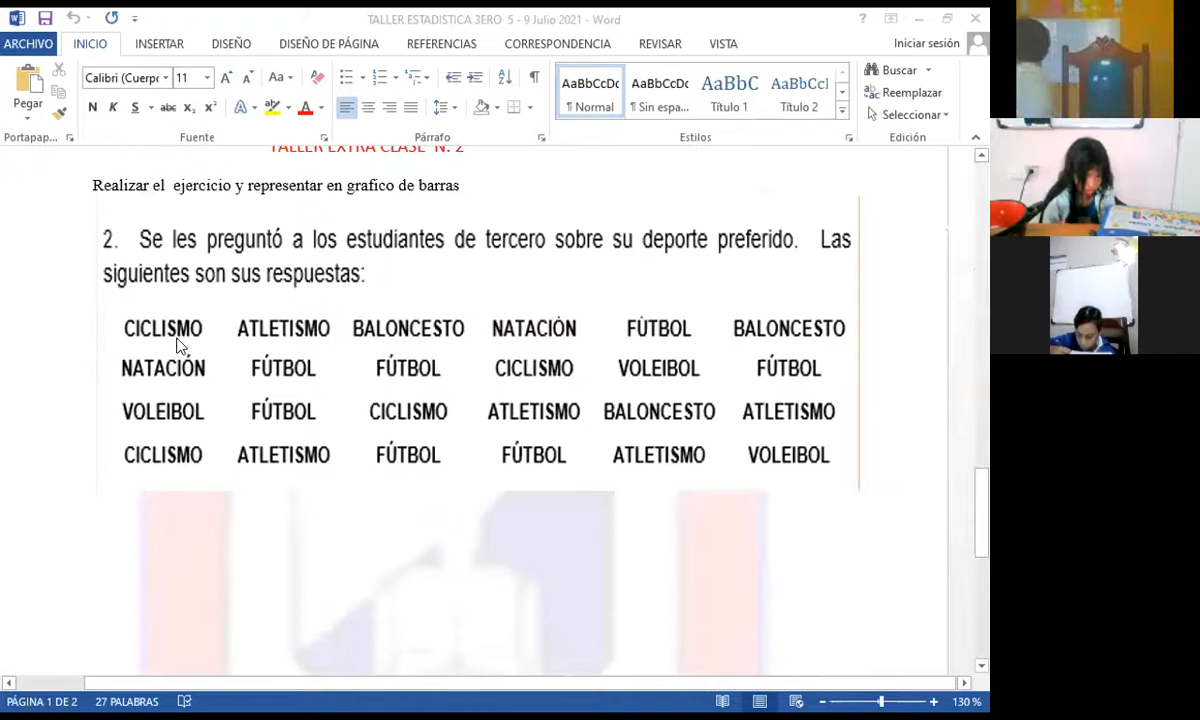 TALLER ESTADISTICA 3ERO 5 - 9 Julio 2021 - Word
ARCHIVO INICIO INSERTAR DISEÑO DISEÑO DE PÁGINA REFERENCIAS CORRESPONDENCIA REVISAR VISTA Iniciar sesión
Calibri (Cuerpo 11
Pegar
N K S abc x₂ x²
AaBbCcDc AaBbCcDc AaBbC AaBbCcI
¶ Normal ¶ Sin espa... Título 1 Título 2
Buscar
Reemplazar
Seleccionar
Portapap... Fuente Párrafo Estilos Edición
TALLER EXTRA CLASE N. 2
Realizar el ejercicio y representar en grafico de barras
2. Se les preguntó a los estudiantes de tercero sobre su deporte preferido. Las
siguientes son sus respuestas:
CICLISMO ATLETISMO BALONCESTO NATACIÓN FÚTBOL BALONCESTO
NATACIÓN FÚTBOL FÚTBOL CICLISMO VOLEIBOL FÚTBOL
VOLEIBOL FÚTBOL CICLISMO ATLETISMO BALONCESTO ATLETISMO
CICLISMO ATLETISMO FÚTBOL FÚTBOL ATLETISMO VOLEIBOL
PÁGINA 1 DE 2 27 PALABRAS 130 %